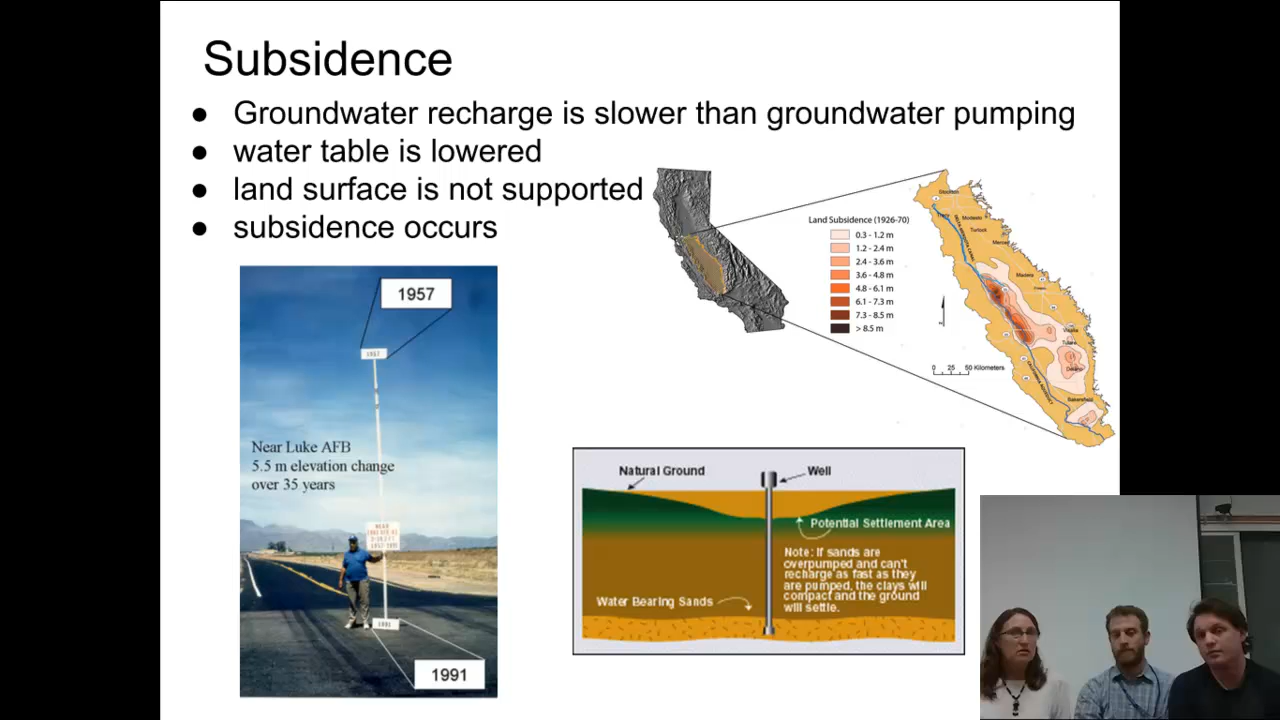 Subsidence
● Groundwater recharge is slower than groundwater pumping
● water table is lowered
● land surface is not supported
● subsidence occurs
1957
1957
Near Luke AFB
5.5 m elevation change
over 35 years
1991
1991
Land Subsidence (1926-70)
0.3 - 1.2 m
1.2 - 2.4 m
2.4 - 3.6 m
3.6 - 4.8 m
4.8 - 6.1 m
6.1 - 7.3 m
7.3 - 8.5 m
> 8.5 m
0 25 50 Kilometers
Stockton
Modesto
Turlock
Merced
Madera
Visalia
Tulare
Delano
Bakersfield
CALIFORNIA AQUEDUCT
Natural Ground
Well
Potential Settlement Area
Note: If sands are
overpumped and can't
recharge as fast as they
are pumped, the clays will
compact and the ground
will settle.
Water Bearing Sands